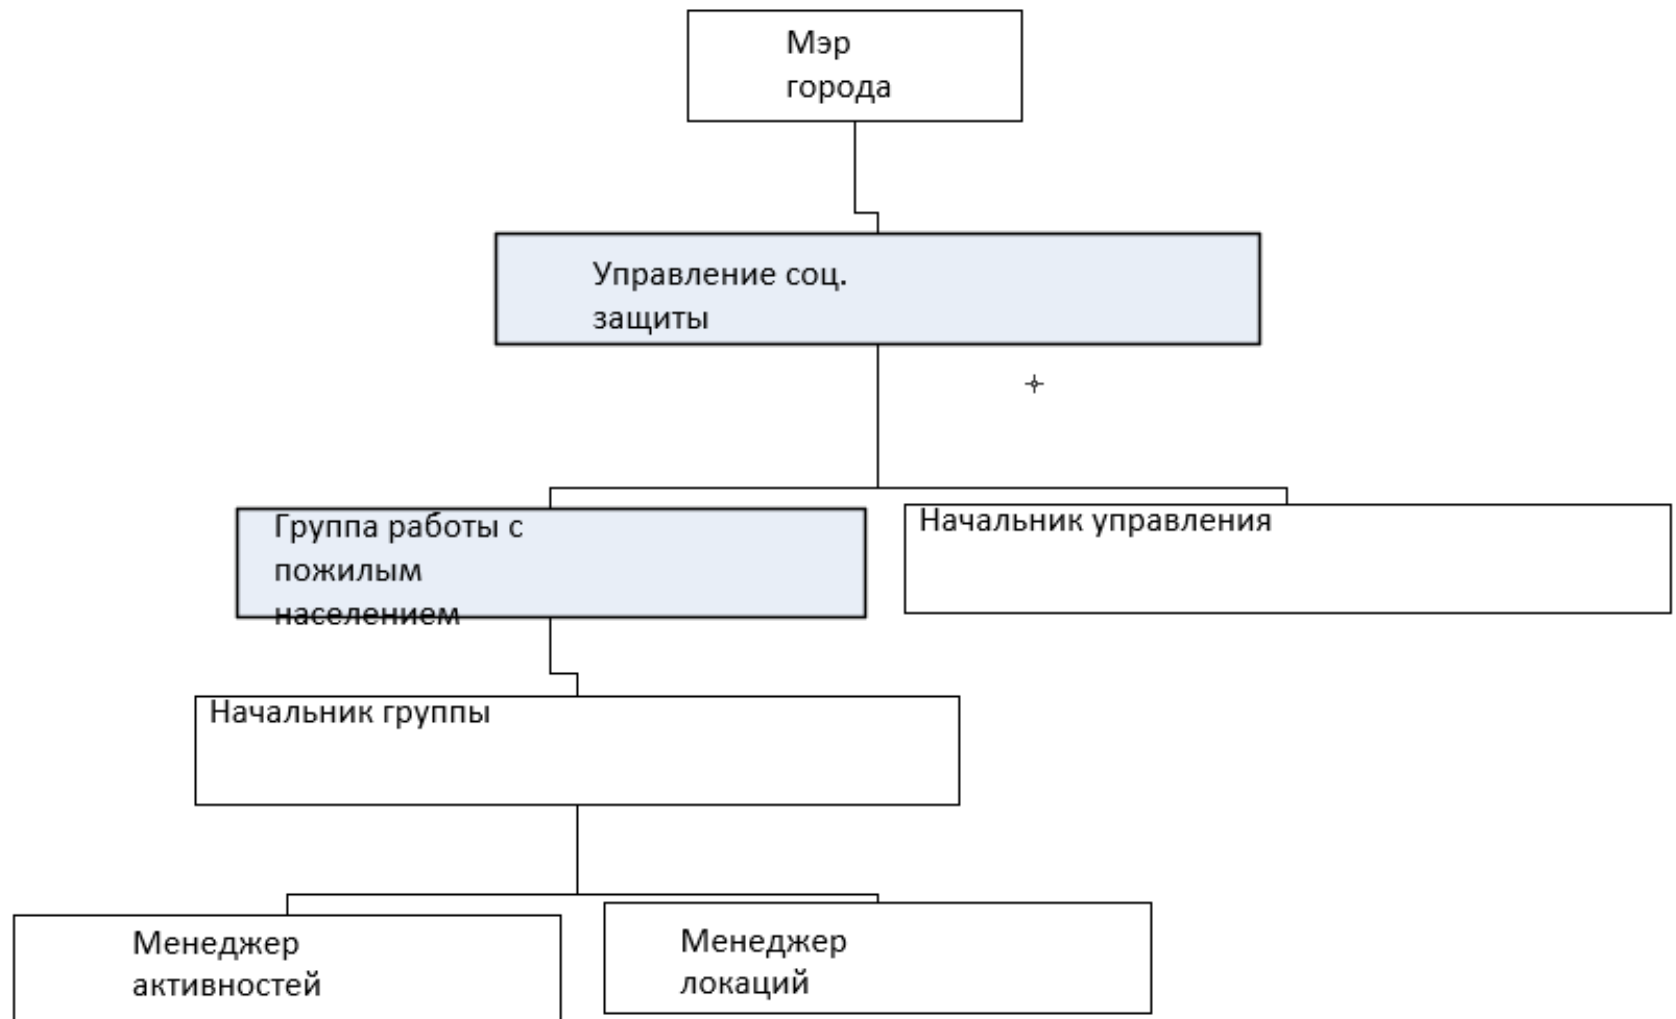 Мэр
города
Управление соц.
защиты
Группа работы с
пожилым
населением
Начальник управления
Начальник группы
Менеджер
активностей
Менеджер
локаций